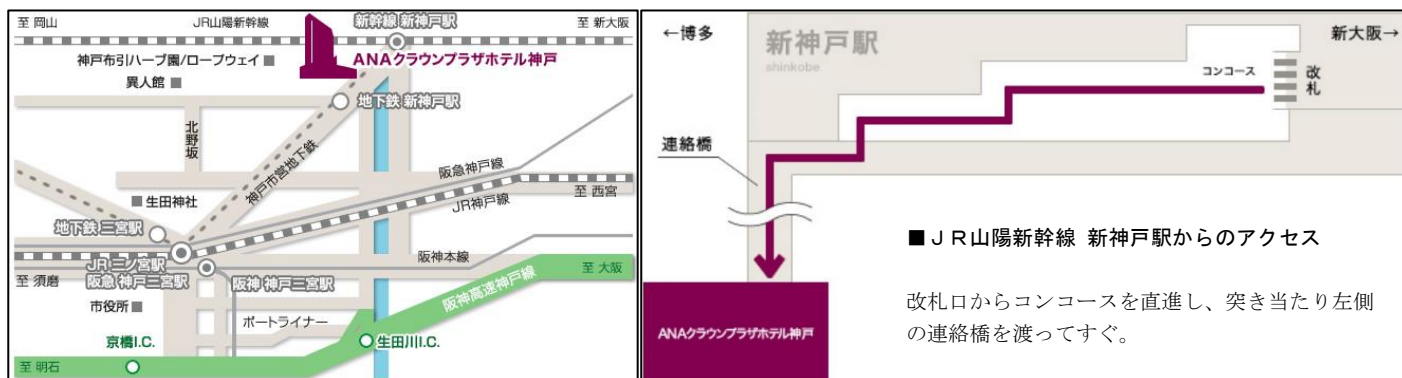 至 岡山
JR山陽新幹線
新幹線 新神戸駅
至 新大阪
神戸布引ハーブ園/ロープウェイ■
ANAクラウンプラザホテル神戸
異人館 ■
地下鉄 新神戸駅
北野坂
神戸市営地下鉄
阪急神戸線
JR神戸線
至 西宮
■生田神社
地下鉄 三宮駅
JR 三ノ宮駅
阪急 神戸三宮駅
阪神 神戸三宮駅
阪神本線
至 須磨
至 大阪
阪神高速神戸線
市役所■
ポートライナー
京橋I.C.
生田川I.C.
至 明石
←博多
新神戸駅
shinkobe
新大阪→
コンコース
改札
連絡橋
■JR山陽新幹線 新神戸駅からのアクセス
改札口からコンコースを直進し、突き当たり左側
の連絡橋を渡ってすぐ。
ANAクラウンプラザホテル神戸